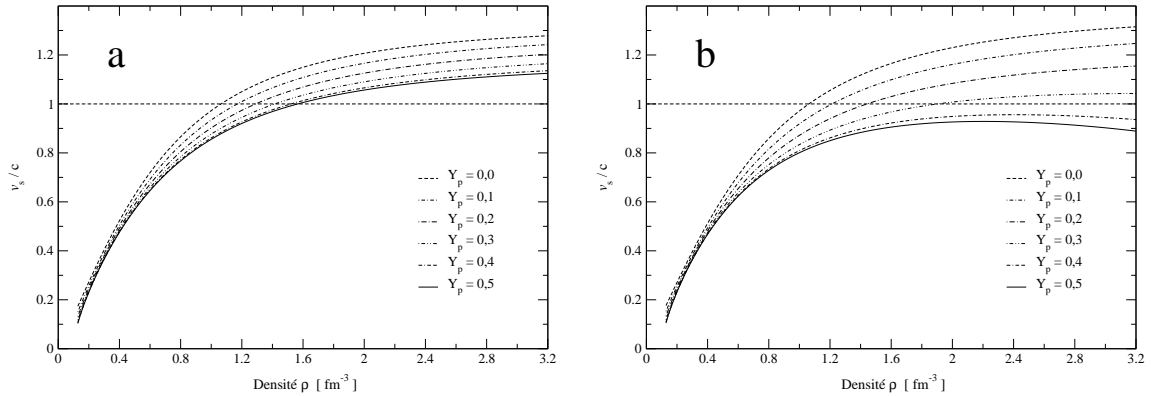 a
1.2
1
0.8
0.6
0.4
0.2
0
v_s / c
Y_p = 0,0
Y_p = 0,1
Y_p = 0,2
Y_p = 0,3
Y_p = 0,4
Y_p = 0,5
0 0.4 0.8 1.2 1.6 2 2.4 2.8 3.2
Densité ρ [ fm^-3 ]
b
1.2
1
0.8
0.6
0.4
0.2
0
v_s / c
Y_p = 0,0
Y_p = 0,1
Y_p = 0,2
Y_p = 0,3
Y_p = 0,4
Y_p = 0,5
0 0.4 0.8 1.2 1.6 2 2.4 2.8 3.2
Densité ρ [ fm^-3 ]